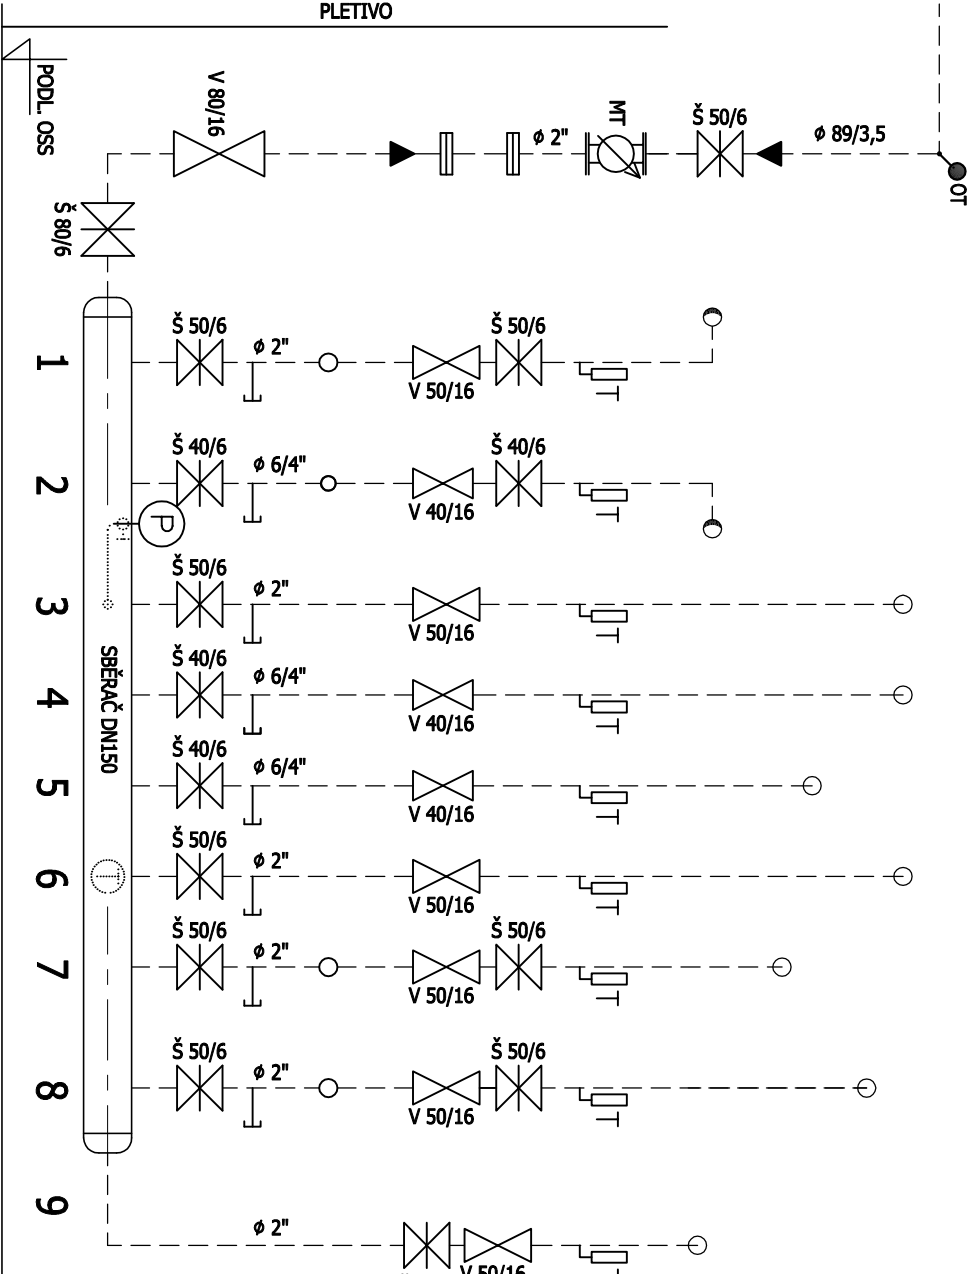 PLETIVO
PODL. OSS
V 80/16
ϕ 2"
MT
Š 50/6
ϕ 89/3,5
OT
Š 80/6
1
Š 50/6
ϕ 2"
V 50/16
Š 50/6
T
2
Š 40/6
ϕ 6/4"
V 40/16
Š 40/6
T
P
3
Š 50/6
ϕ 2"
V 50/16
T
SBĚRAČ DN150
4
Š 40/6
ϕ 6/4"
V 40/16
T
5
Š 40/6
ϕ 6/4"
V 40/16
T
6
T
Š 50/6
ϕ 2"
V 50/16
T
7
Š 50/6
ϕ 2"
V 50/16
Š 50/6
T
8
Š 50/6
ϕ 2"
V 50/16
Š 50/6
T
9
ϕ 2"
V 50/16
T